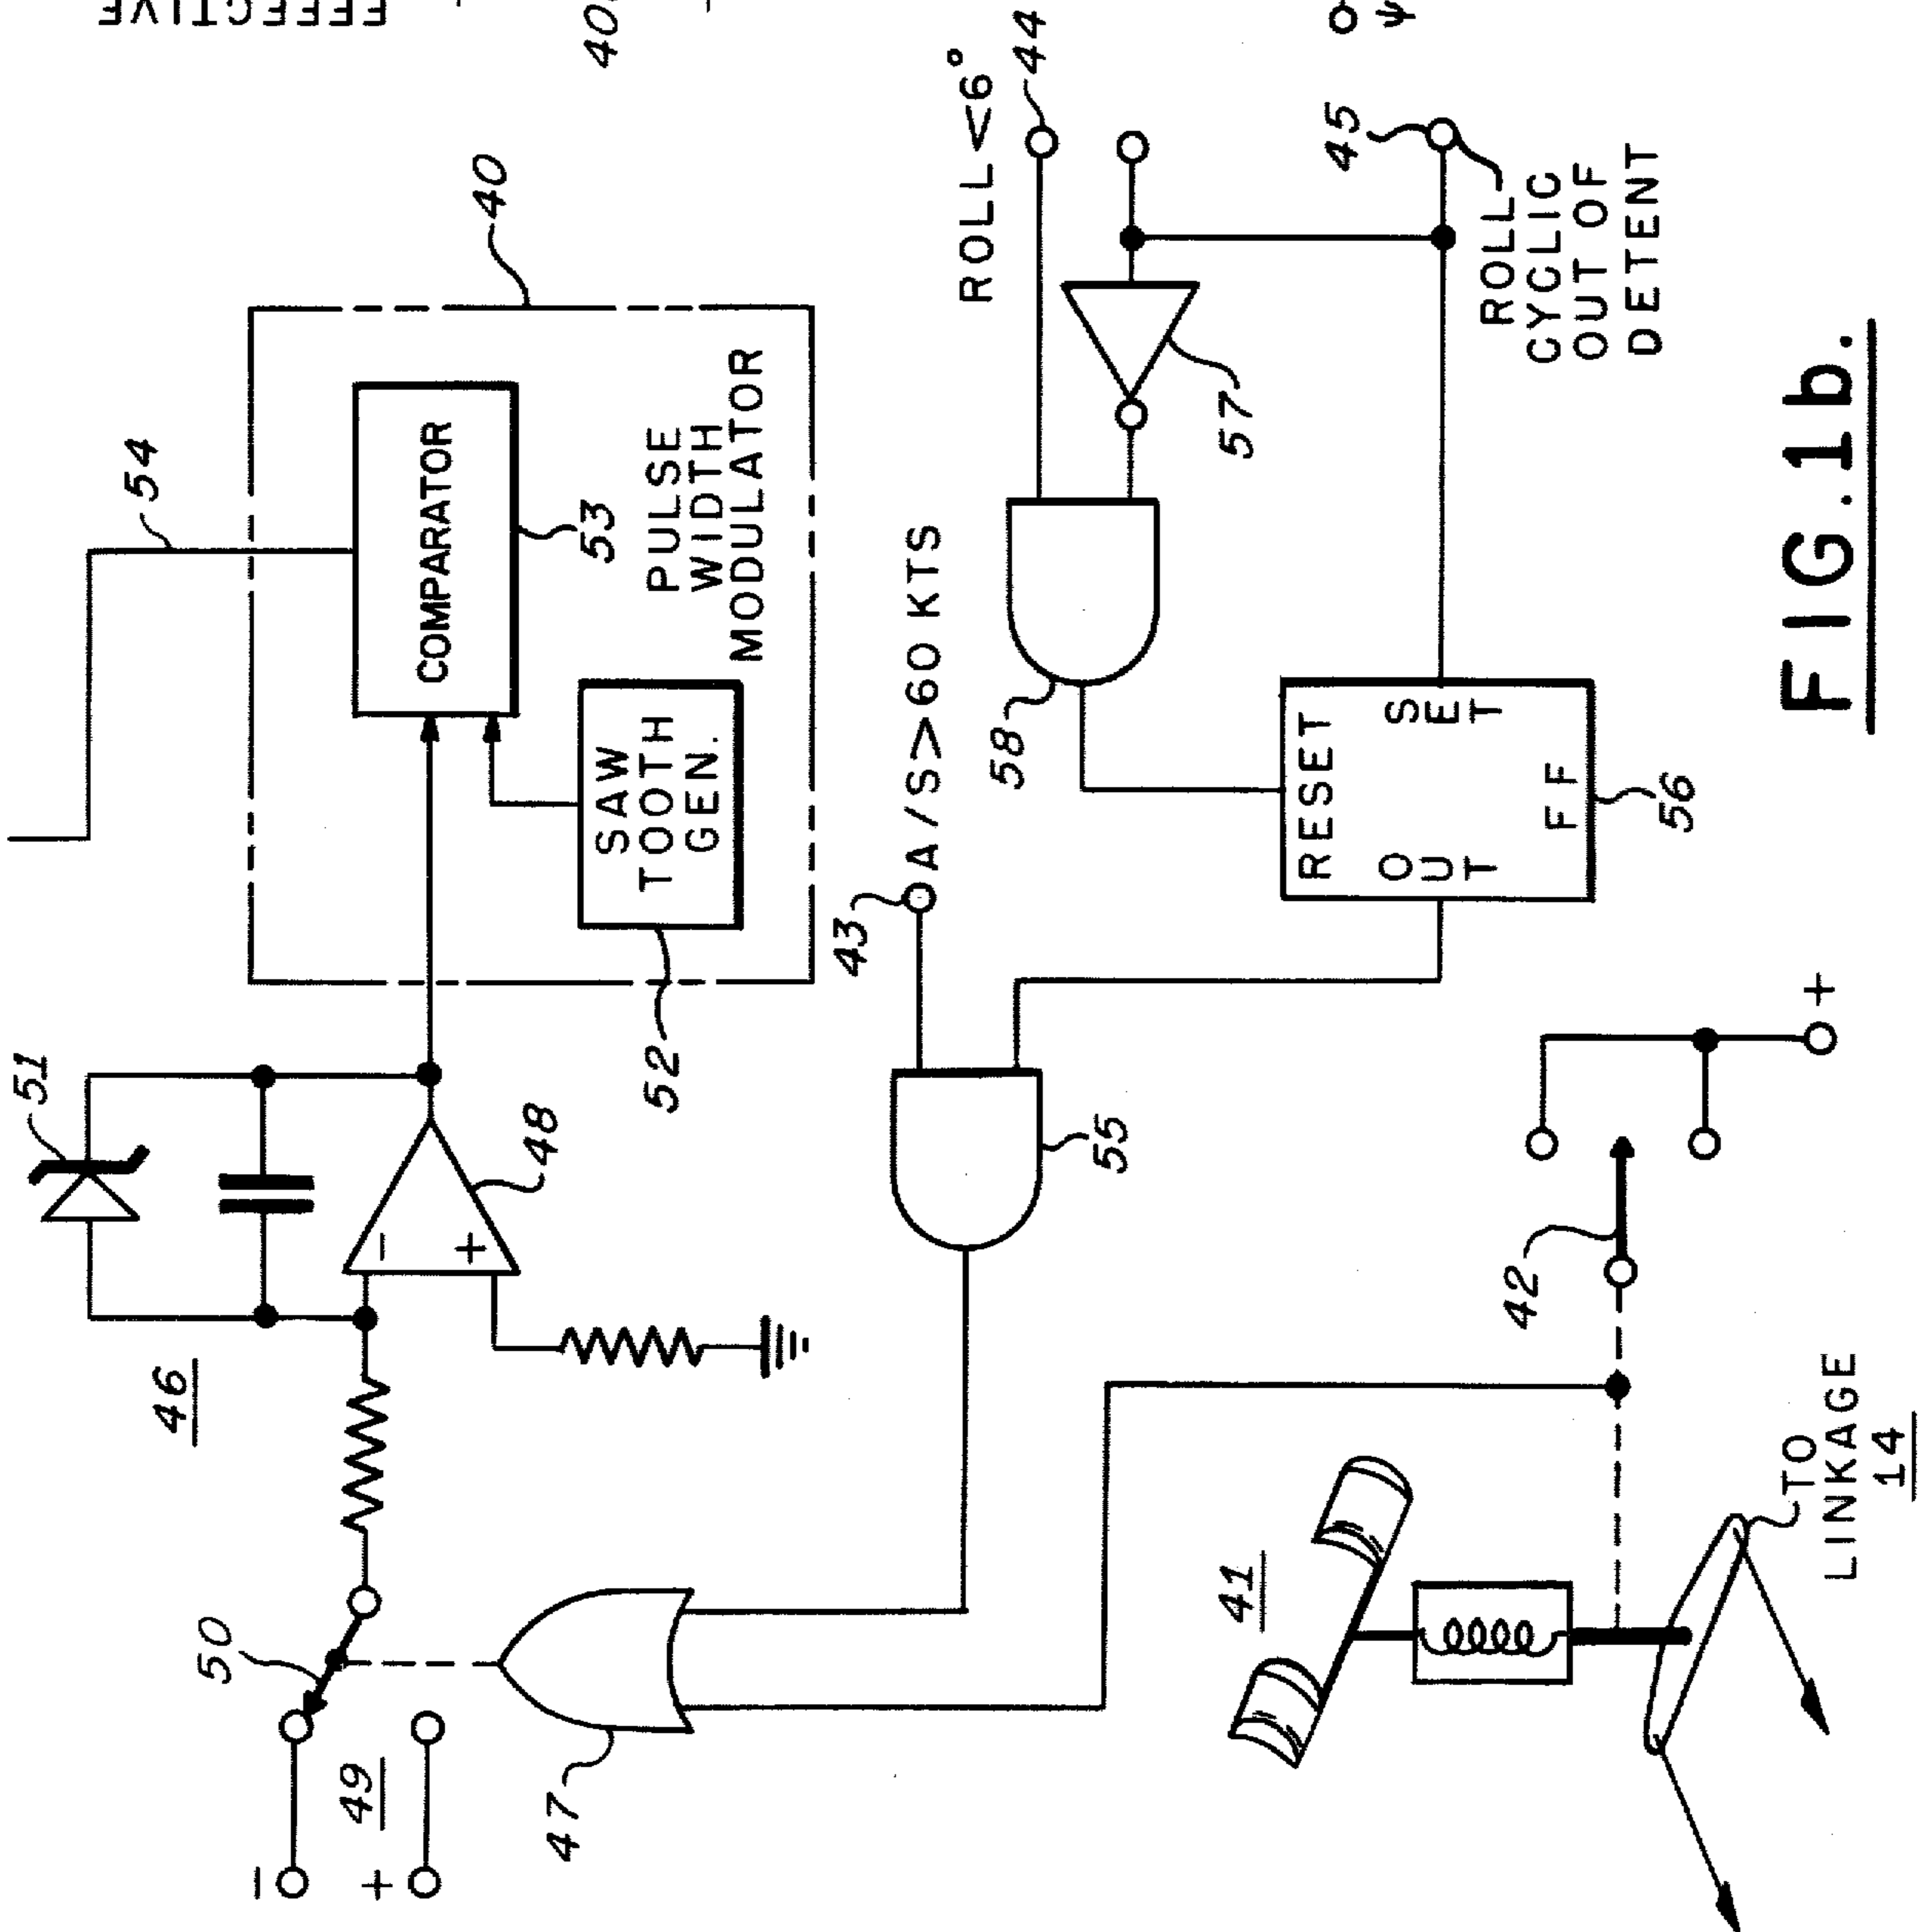 EFFECTIVE
40
54
40
COMPARATOR
53
PULSE
WIDTH
MODULATOR
SAW
TOOTH
GEN.
52
51
46
−
+
48
50
−
49
+
47
43
A/S>60 KTS
ROLL <6°
44
55
58
57
45
ROLL
CYCLIC
OUT OF
DETENT
RESET
SET
OUT
FF
56
41
42
+
TO
LINKAGE
14
ψ
FIG.1b.